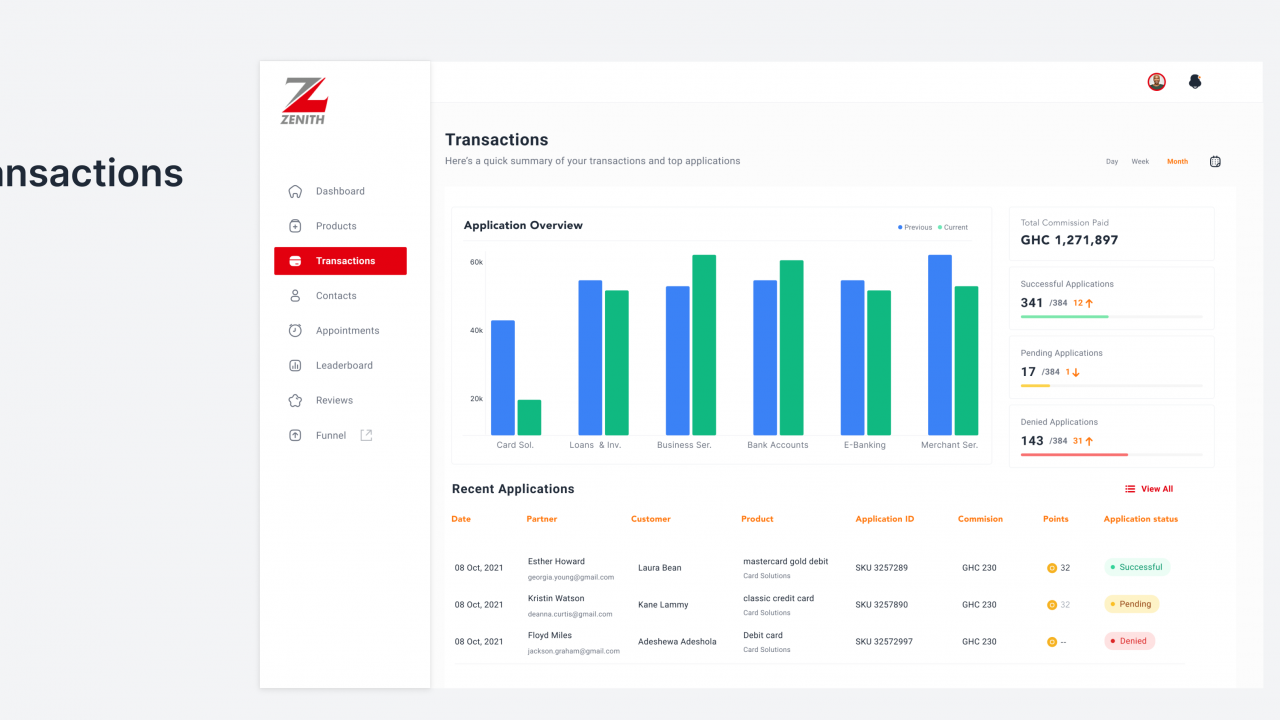 ansactions
ZENITH
Dashboard
Products
Transactions
Contacts
Appointments
Leaderboard
Reviews
Funnel
Transactions
Here's a quick summary of your transactions and top applications
Day Week Month
Application Overview
Previous Current
60k
40k
20k
Card Sol. Loans & Inv. Business Ser. Bank Accounts E-Banking Merchant Ser.
Total Commission Paid
GHC 1,271,897
Successful Applications
341 /384 12
Pending Applications
17 /384 1
Denied Applications
143 /384 31
Recent Applications
View All
Date Partner Customer Product Application ID Commision Points Application status
08 Oct, 2021 Esther Howard Laura Bean mastercard gold debit SKU 3257289 GHC 230 32 Successful
georgia.young@gmail.com Card Solutions
08 Oct, 2021 Kristin Watson Kane Lammy classic credit card SKU 3257890 GHC 230 32 Pending
deanna.curtis@gmail.com Card Solutions
08 Oct, 2021 Floyd Miles Adeshewa Adeshola Debit card SKU 32572997 GHC 230 -- Denied
jackson.graham@gmail.com Card Solutions